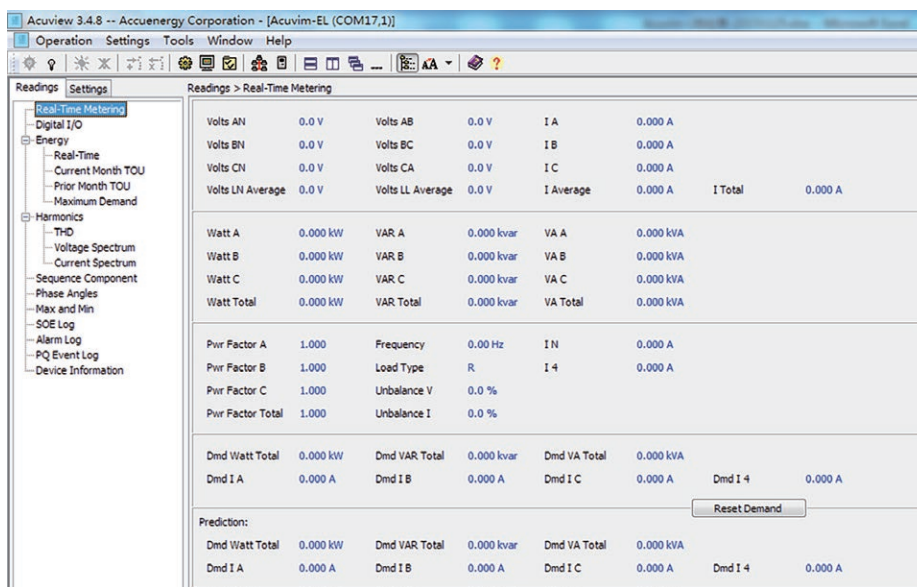 Acuview 3.4.8 -- Accuenergy Corporation - [Acuvim-EL (COM17,1)]
Operation Settings Tools Window Help
Readings Settings
Readings > Real-Time Metering
Real-Time Metering
Digital I/O
Energy
Real-Time
Current Month TOU
Prior Month TOU
Maximum Demand
Harmonics
THD
Voltage Spectrum
Current Spectrum
Sequence Component
Phase Angles
Max and Min
SOE Log
Alarm Log
PQ Event Log
Device Information
Volts AN 0.0 V Volts AB 0.0 V I A 0.000 A
Volts BN 0.0 V Volts BC 0.0 V I B 0.000 A
Volts CN 0.0 V Volts CA 0.0 V I C 0.000 A
Volts LN Average 0.0 V Volts LL Average 0.0 V I Average 0.000 A I Total 0.000 A
Watt A 0.000 kW VAR A 0.000 kvar VA A 0.000 kVA
Watt B 0.000 kW VAR B 0.000 kvar VA B 0.000 kVA
Watt C 0.000 kW VAR C 0.000 kvar VA C 0.000 kVA
Watt Total 0.000 kW VAR Total 0.000 kvar VA Total 0.000 kVA
Pwr Factor A 1.000 Frequency 0.00 Hz I N 0.000 A
Pwr Factor B 1.000 Load Type R I 4 0.000 A
Pwr Factor C 1.000 Unbalance V 0.0 %
Pwr Factor Total 1.000 Unbalance I 0.0 %
Dmd Watt Total 0.000 kW Dmd VAR Total 0.000 kvar Dmd VA Total 0.000 kVA
Dmd I A 0.000 A Dmd I B 0.000 A Dmd I C 0.000 A Dmd I 4 0.000 A
Reset Demand
Prediction:
Dmd Watt Total 0.000 kW Dmd VAR Total 0.000 kvar Dmd VA Total 0.000 kVA
Dmd I A 0.000 A Dmd I B 0.000 A Dmd I C 0.000 A Dmd I 4 0.000 A